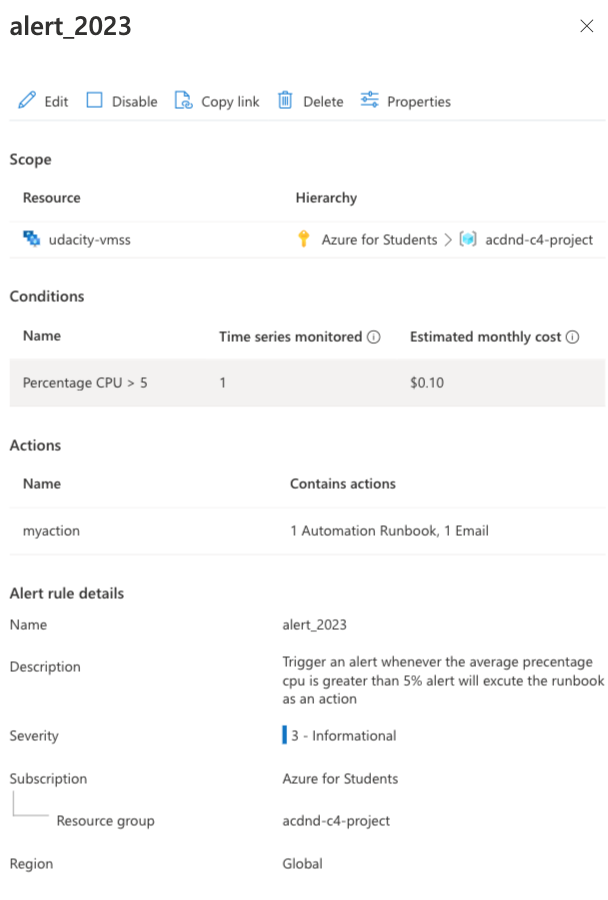 alert_2023
Edit Disable Copy link Delete Properties
Scope
Resource Hierarchy
udacity-vmss Azure for Students > acdnd-c4-project
Conditions
Name Time series monitored Estimated monthly cost
Percentage CPU > 5 1 $0.10
Actions
Name Contains actions
myaction 1 Automation Runbook, 1 Email
Alert rule details
Name alert_2023
Description Trigger an alert whenever the average precentage
cpu is greater than 5% alert will excute the runbook
as an action
Severity 3 - Informational
Subscription Azure for Students
Resource group acdnd-c4-project
Region Global